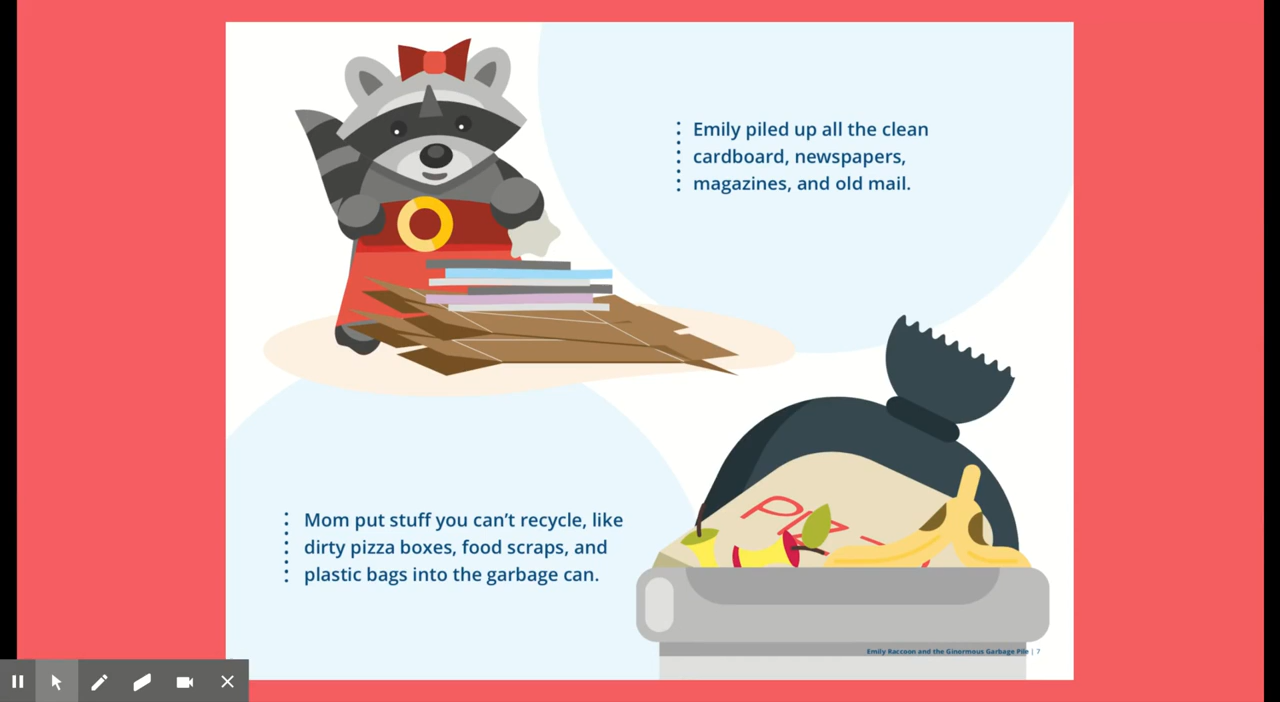 Emily piled up all the clean
cardboard, newspapers,
magazines, and old mail.
Mom put stuff you can’t recycle, like
dirty pizza boxes, food scraps, and
plastic bags into the garbage can.
Emily Raccoon and the Ginormous Garbage Pile | 7